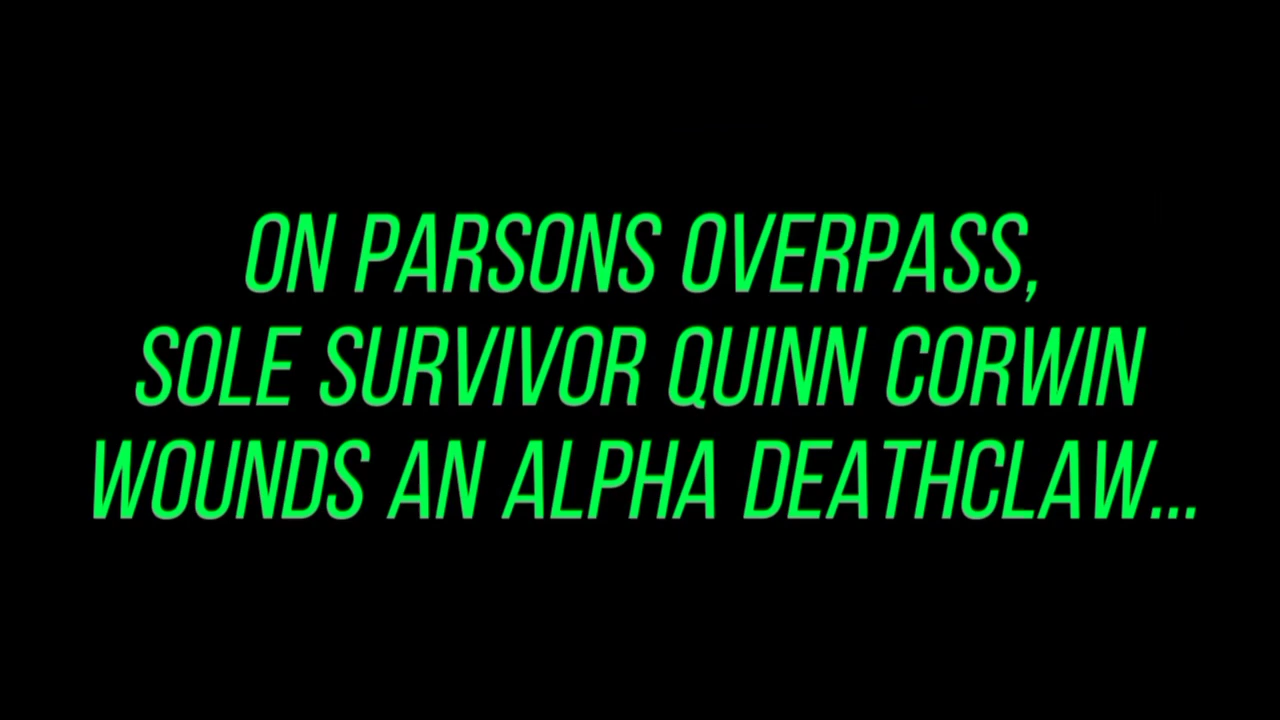 ON PARSONS OVERPASS,
SOLE SURVIVOR QUINN CORWIN
WOUNDS AN ALPHA DEATHCLAW...